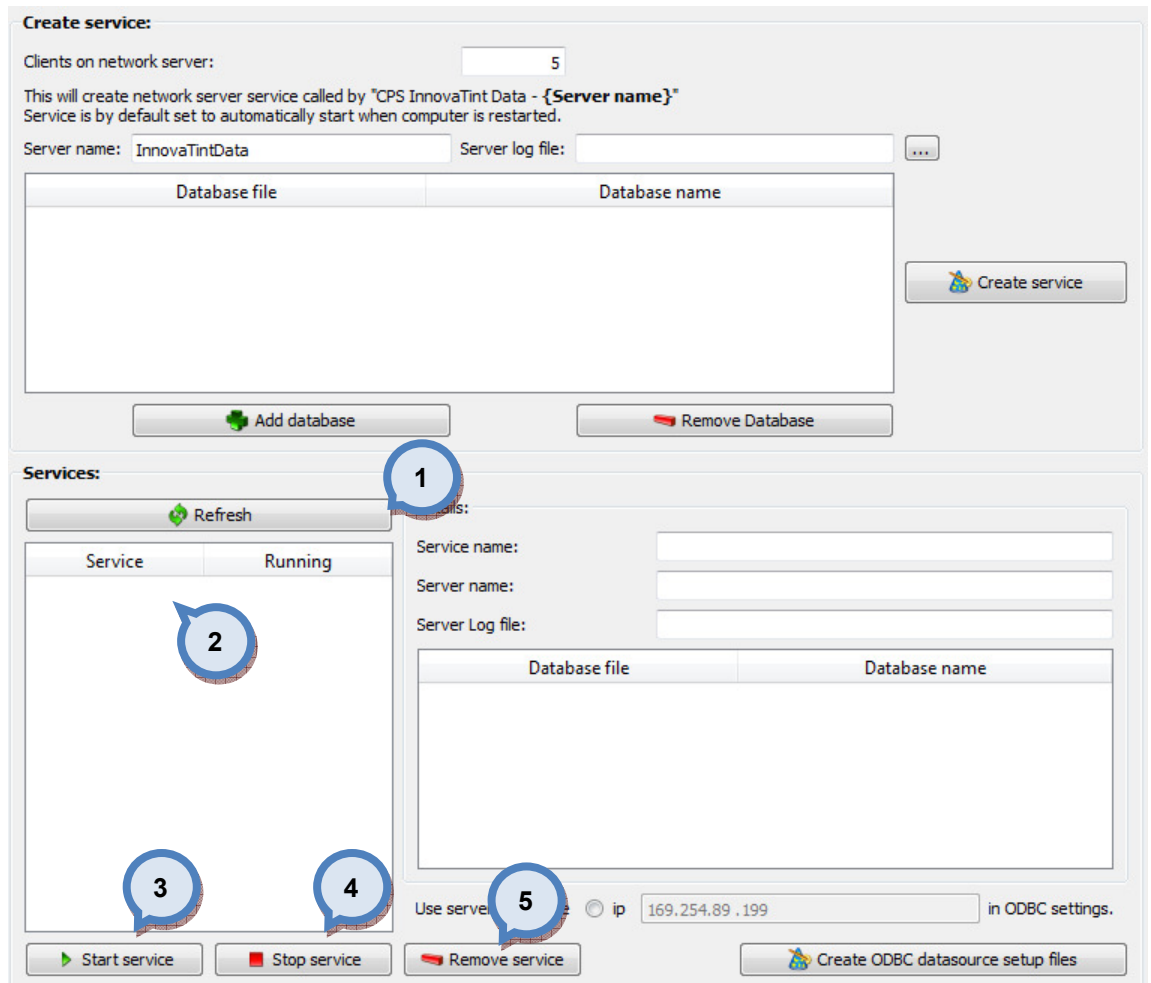 Create service:
Clients on network server: 5
This will create network server service called by "CPS InnovaTint Data - {Server name}"
Service is by default set to automatically start when computer is restarted.
Server name: InnovaTintData Server log file: ...
Database file Database name
Create service
Add database Remove Database
Services:
1
Refresh
Service Running
Service name:
Server name:
Server Log file:
2
Database file Database name
3 4 5
Use server ip 169.254.89 .199 in ODBC settings.
Start service Stop service Remove service Create ODBC datasource setup files